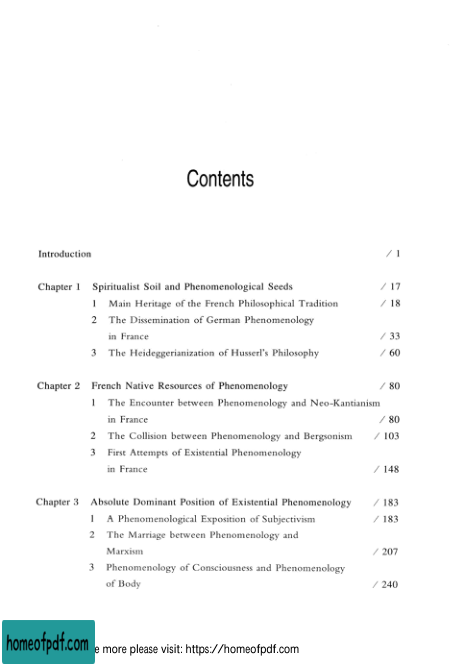 Contents
Introduction / 1
Chapter 1 Spiritualist Soil and Phenomenological Seeds / 17
1 Main Heritage of the French Philosophical Tradition / 18
2 The Dissemination of German Phenomenology
in France / 33
3 The Heideggerianization of Husserl's Philosophy / 60
Chapter 2 French Native Resources of Phenomenology / 80
1 The Encounter between Phenomenology and Neo-Kantianism
in France / 80
2 The Collision between Phenomenology and Bergsonism / 103
3 First Attempts of Existential Phenomenology
in France / 148
Chapter 3 Absolute Dominant Position of Existential Phenomenology / 183
1 A Phenomenological Exposition of Subjectivism / 183
2 The Marriage between Phenomenology and
Marxism / 207
3 Phenomenology of Consciousness and Phenomenology
of Body / 240
homeofpdf.com e more please visit: https://homeofpdf.com